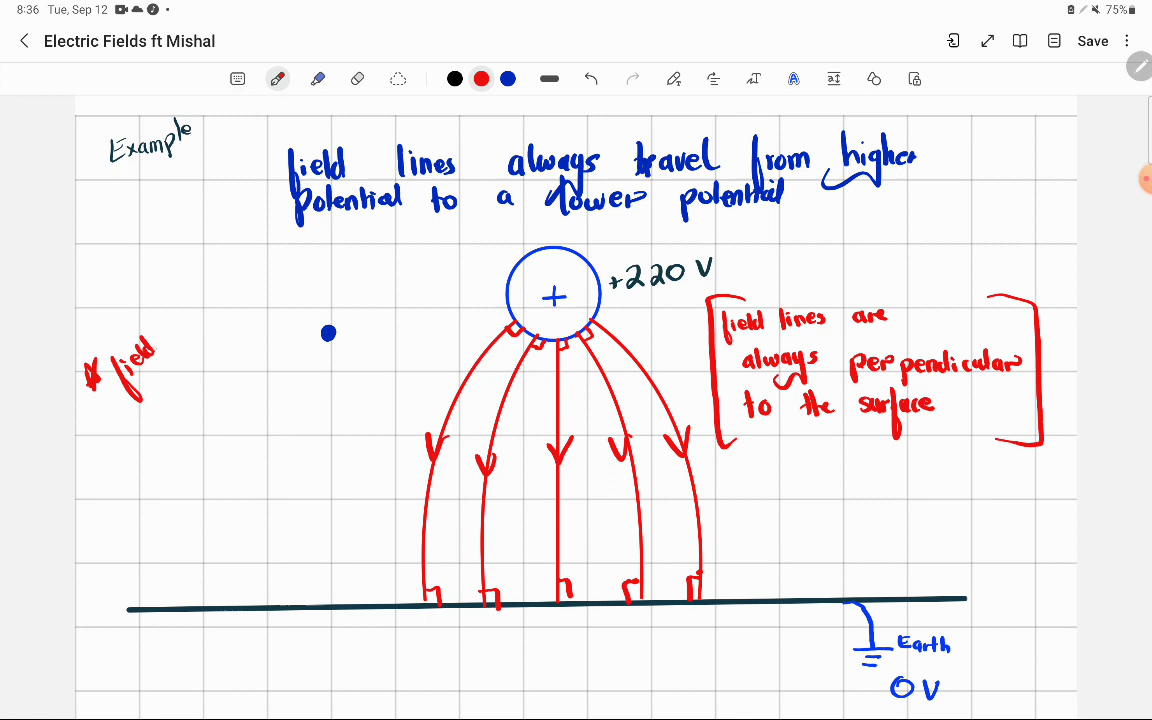 8:36 Tue, Sep 12
75%
Electric Fields ft Mishal
Save
Example
field lines always travel from higher
potential to a lower potential
+220 V
+
field lines are
always perpendicular
to the surface
* field
Earth
0 V